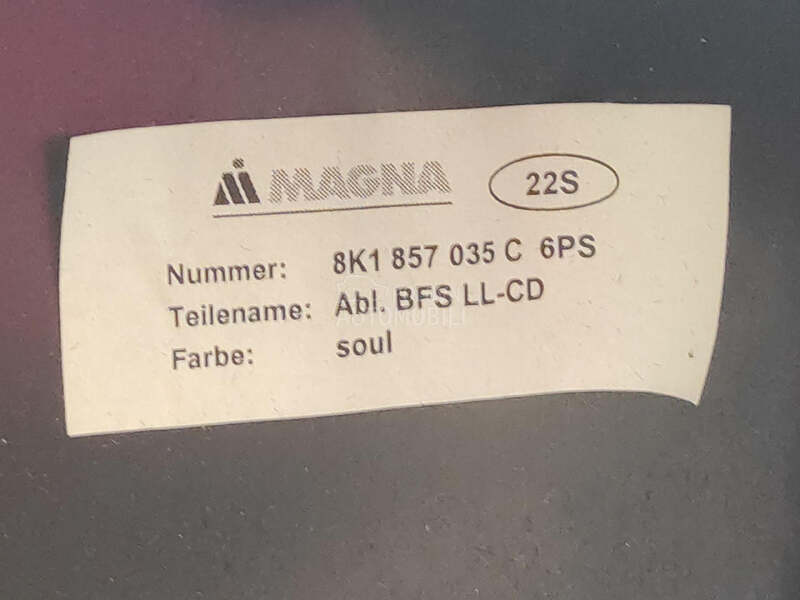 MAGNA 22S
Nummer: 8K1 857 035 C 6PS
Teilename: Abl. BFS LL-CD
Farbe: soul